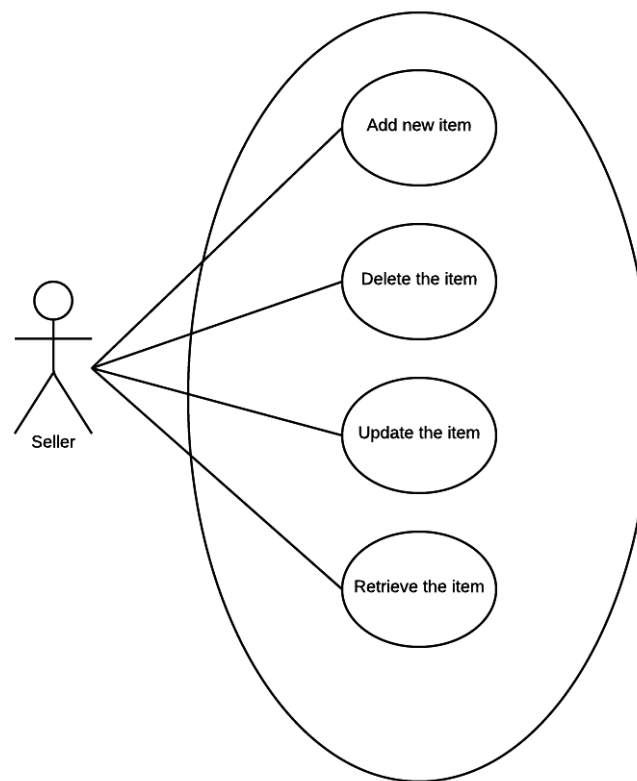 Add new item
Delete the item
Update the item
Seller
Retrieve the item